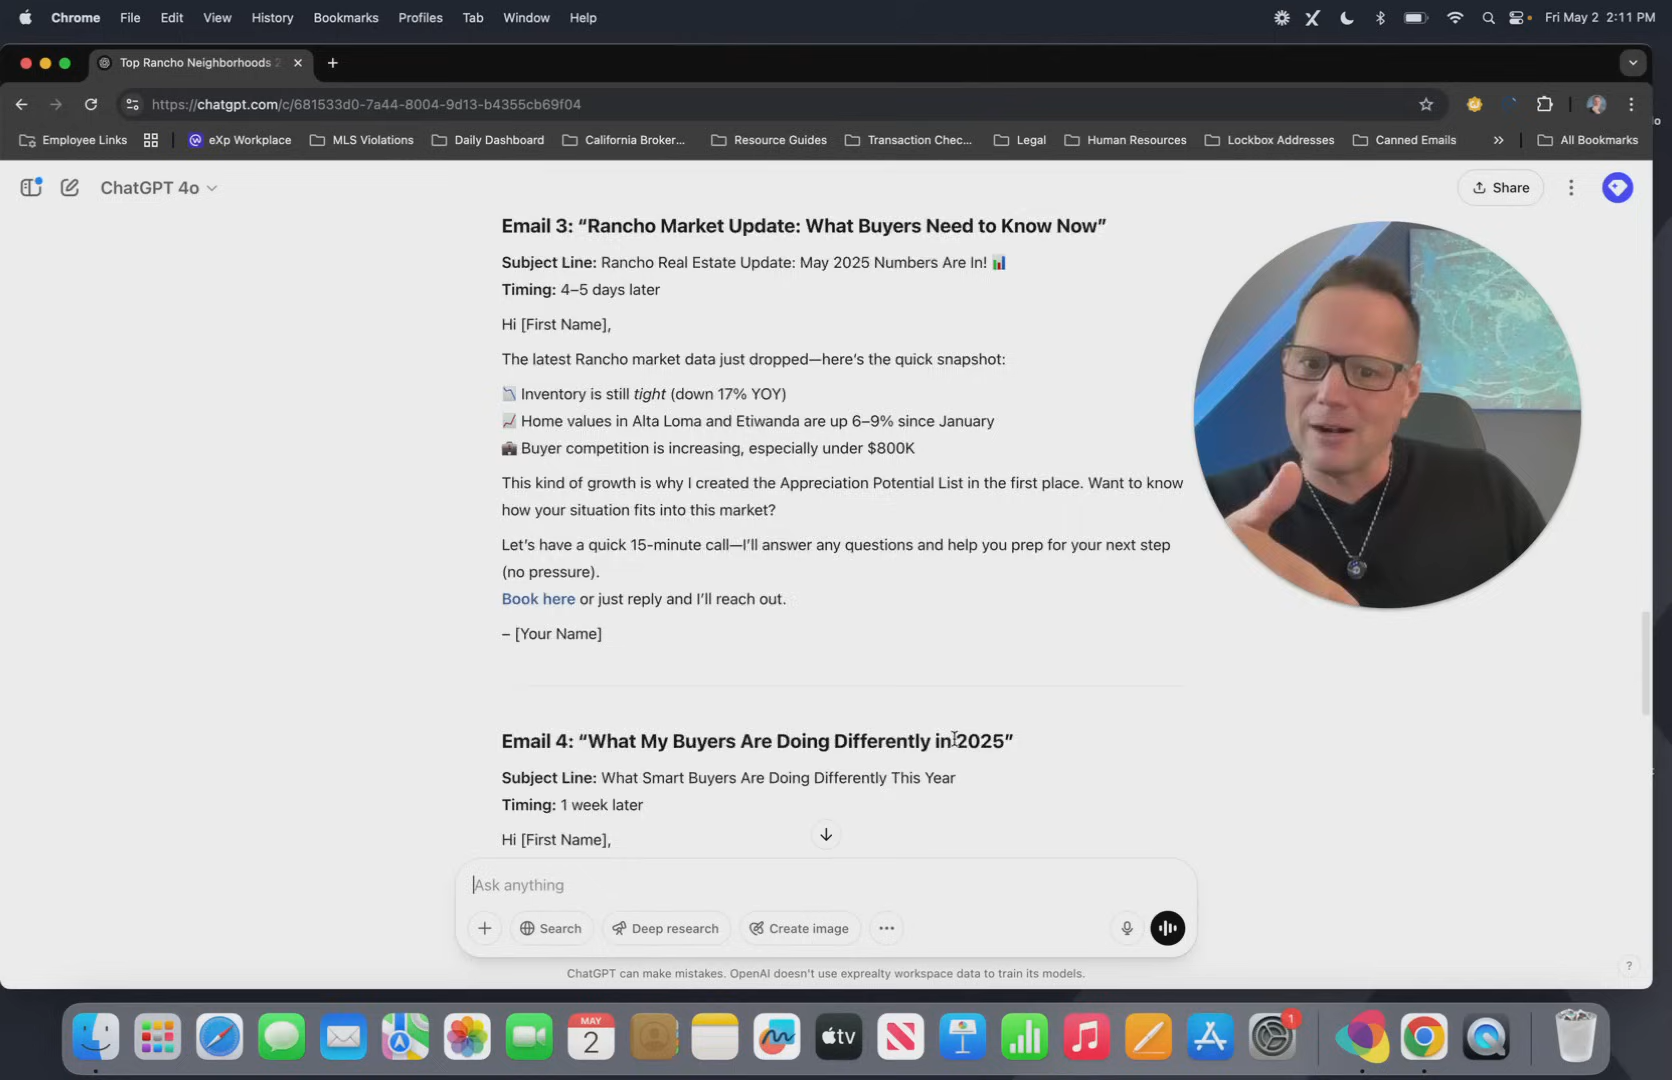 Chrome File Edit View History Bookmarks Profiles Tab Window Help Fri May 2 2:11 PM
Top Rancho Neighborhoods
https://chatgpt.com/c/681533d0-7a44-8004-9d13-b4355cb69f04
Employee Links eXp Workplace MLS Violations Daily Dashboard California Broker... Resource Guides Transaction Chec... Legal Human Resources Lockbox Addresses Canned Emails » All Bookmarks
ChatGPT 4o Share
Email 3: “Rancho Market Update: What Buyers Need to Know Now”
Subject Line: Rancho Real Estate Update: May 2025 Numbers Are In! 📊
Timing: 4–5 days later
Hi [First Name],
The latest Rancho market data just dropped—here’s the quick snapshot:
📉 Inventory is still tight (down 17% YOY)
📈 Home values in Alta Loma and Etiwanda are up 6–9% since January
💼 Buyer competition is increasing, especially under $800K
This kind of growth is why I created the Appreciation Potential List in the first place. Want to know
how your situation fits into this market?
Let’s have a quick 15-minute call—I’ll answer any questions and help you prep for your next step
(no pressure).
Book here or just reply and I’ll reach out.
– [Your Name]
Email 4: “What My Buyers Are Doing Differently in 2025”
Subject Line: What Smart Buyers Are Doing Differently This Year
Timing: 1 week later
Hi [First Name],
Ask anything
Search Deep research Create image
ChatGPT can make mistakes. OpenAI doesn't use exprealty workspace data to train its models.
?
MAY
2
tv
1